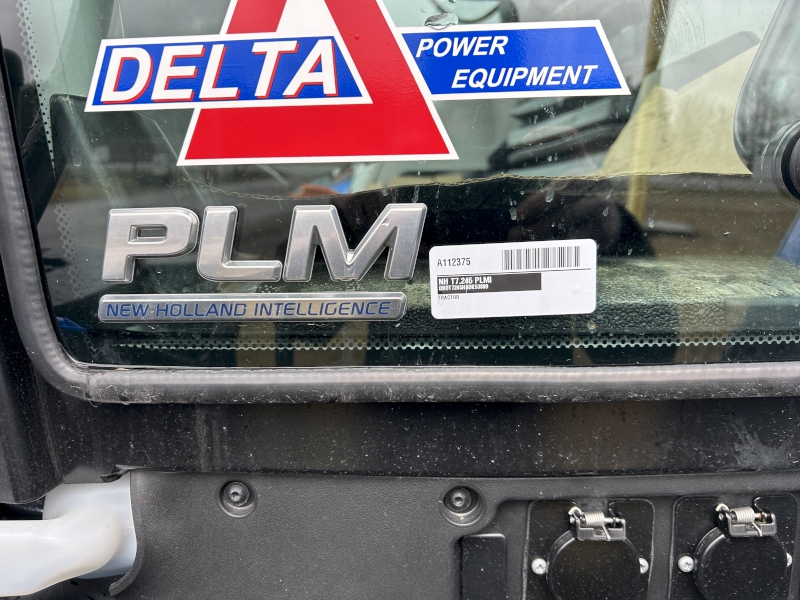 DELTA
POWER
EQUIPMENT
PLM
NEW HOLLAND INTELLIGENCE
A112375
NH T7.245 PLMI
TRACTOR